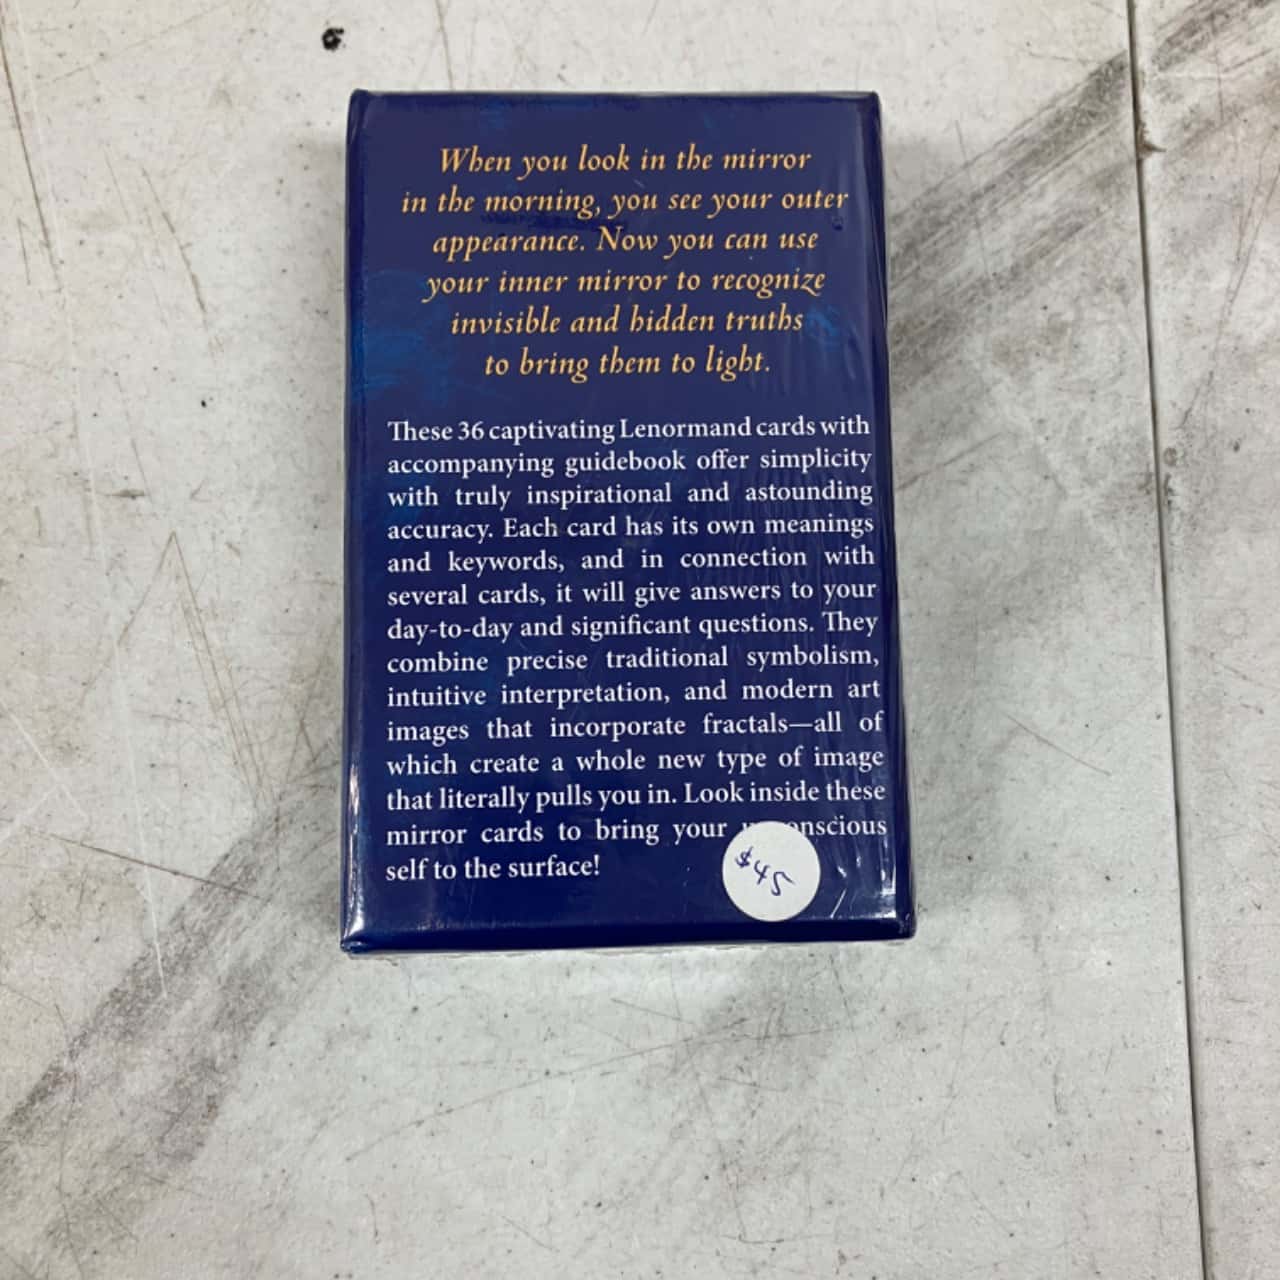 When you look in the mirror
in the morning, you see your outer
appearance. Now you can use
your inner mirror to recognize
invisible and hidden truths
to bring them to light.
These 36 captivating Lenormand cards with
accompanying guidebook offer simplicity
with truly inspirational and astounding
accuracy. Each card has its own meanings
and keywords, and in connection with
several cards, it will give answers to your
day-to-day and significant questions. They
combine precise traditional symbolism,
intuitive interpretation, and modern art
images that incorporate fractals—all of
which create a whole new type of image
that literally pulls you in. Look inside these
mirror cards to bring your
self to the surface!
$45